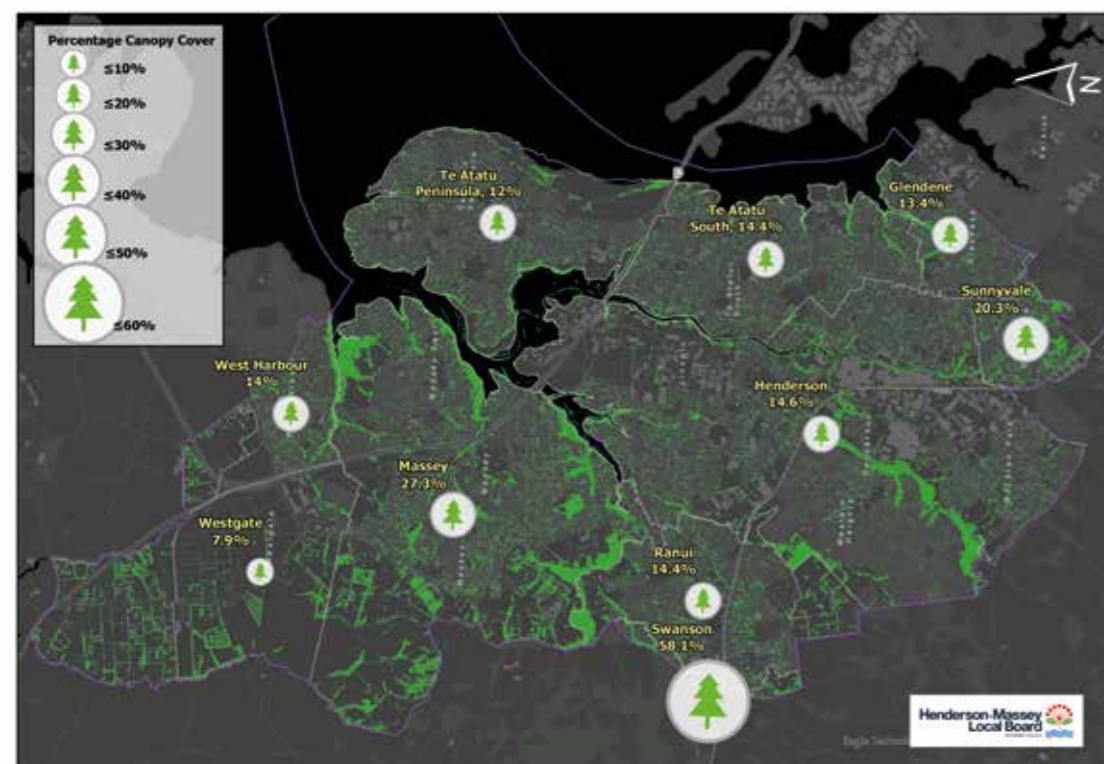 Percentage Canopy Cover
≤10%
≤20%
≤30%
≤40%
≤50%
≤60%
N
Te Atatu
Peninsula, 12%
Te Atatu
South, 14.4%
Glendene
13.4%
Sunnyvale
20.3%
West Harbour
14%
Henderson
14.6%
Massey
27.3%
Westgate
7.9%
Ranui
14.4%
Swanson
58.1%
Henderson-Massey
Local Board